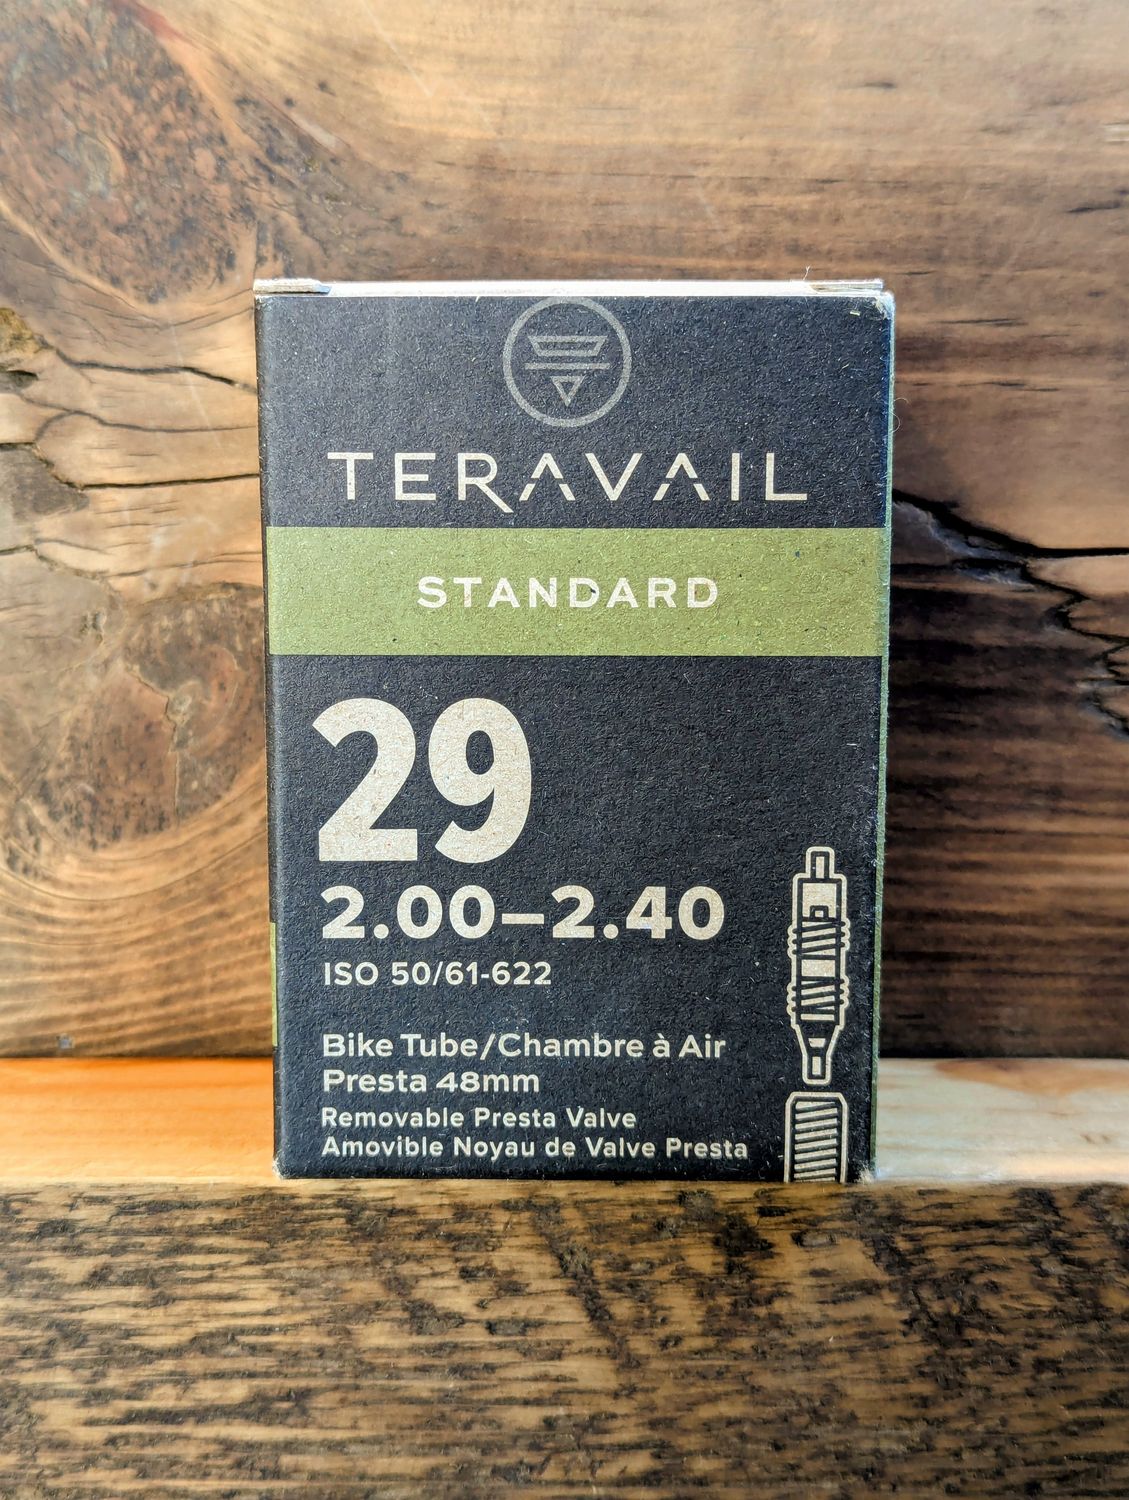 TERAVAIL
STANDARD
29
2.00–2.40
ISO 50/61-622
Bike Tube/Chambre à Air
Presta 48mm
Removable Presta Valve
Amovible Noyau de Valve Presta